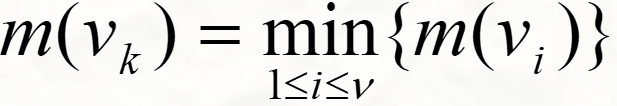 m(v_k) = min_{1≤i≤ν}{m(v_i)}